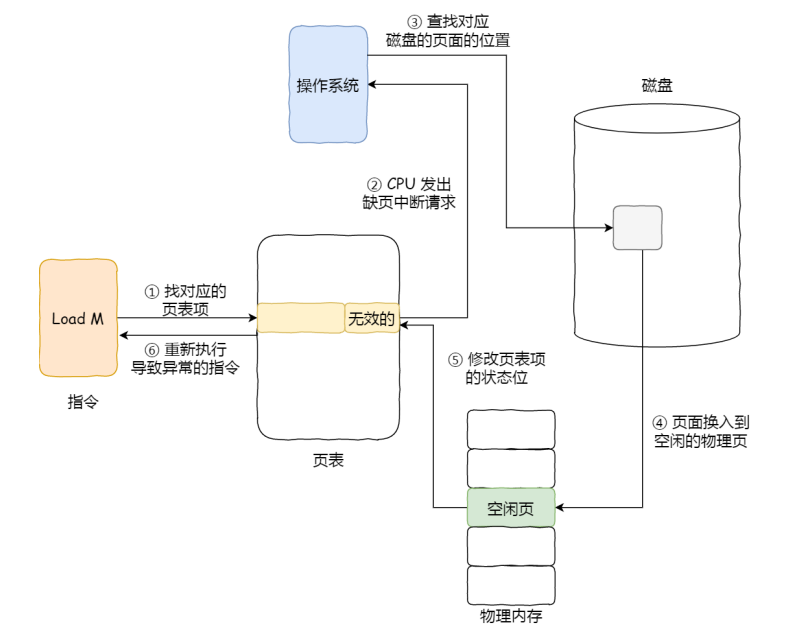 ③ 查找对应
磁盘的页面的位置
操作系统
磁盘
② CPU 发出
缺页中断请求
① 找对应的
页表项
Load M
无效的
⑥ 重新执行
导致异常的指令
⑤ 修改页表项
的状态位
指令
④ 页面换入到
空闲的物理页
页表
空闲页
物理内存